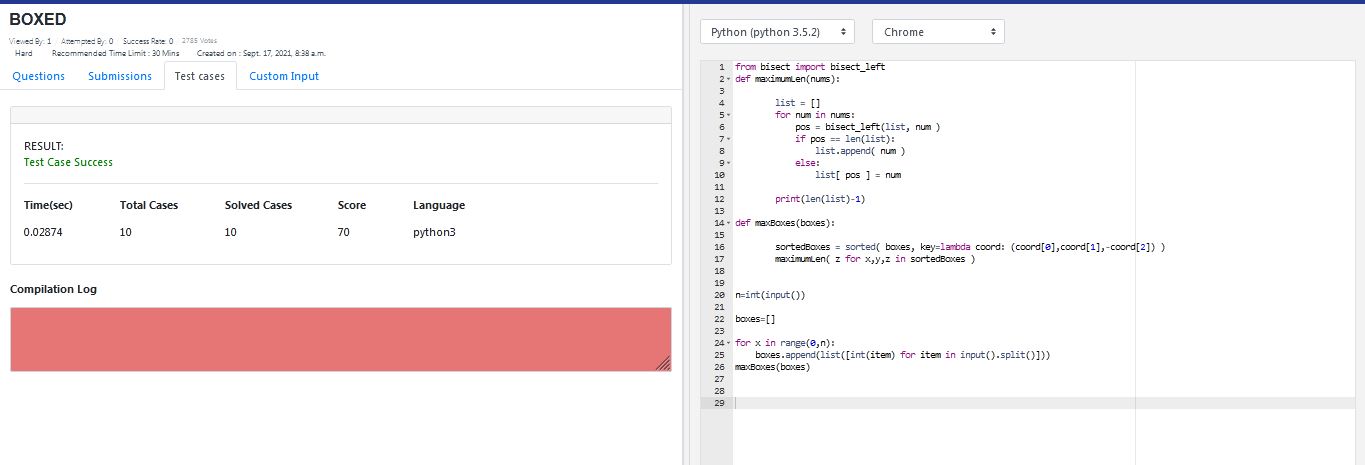 BOXED
Viewed By: 1 Attempted By: 0 Success Rate: 0 2785 Votes
Hard Recommended Time Limit : 30 Mins Created on : Sept. 17, 2021, 8:38 a.m.
Questions Submissions Test cases Custom Input
RESULT:
Test Case Success
Time(sec) Total Cases Solved Cases Score Language
0.02874 10 10 70 python3
Compilation Log
Python (python 3.5.2) Chrome
1 from bisect import bisect_left
2 def maximumLen(nums):
3
4 list = []
5 for num in nums:
6 pos = bisect_left(list, num )
7 if pos == len(list):
8 list.append( num )
9 else:
10 list[ pos ] = num
11
12 print(len(list)-1)
13
14 def maxBoxes(boxes):
15
16 sortedBoxes = sorted( boxes, key=lambda coord: (coord[0],coord[1],-coord[2]) )
17 maximumLen( z for x,y,z in sortedBoxes )
18
19
20 n=int(input())
21
22 boxes=[]
23
24 for x in range(0,n):
25 boxes.append(list([int(item) for item in input().split()]))
26 maxBoxes(boxes)
27
28
29